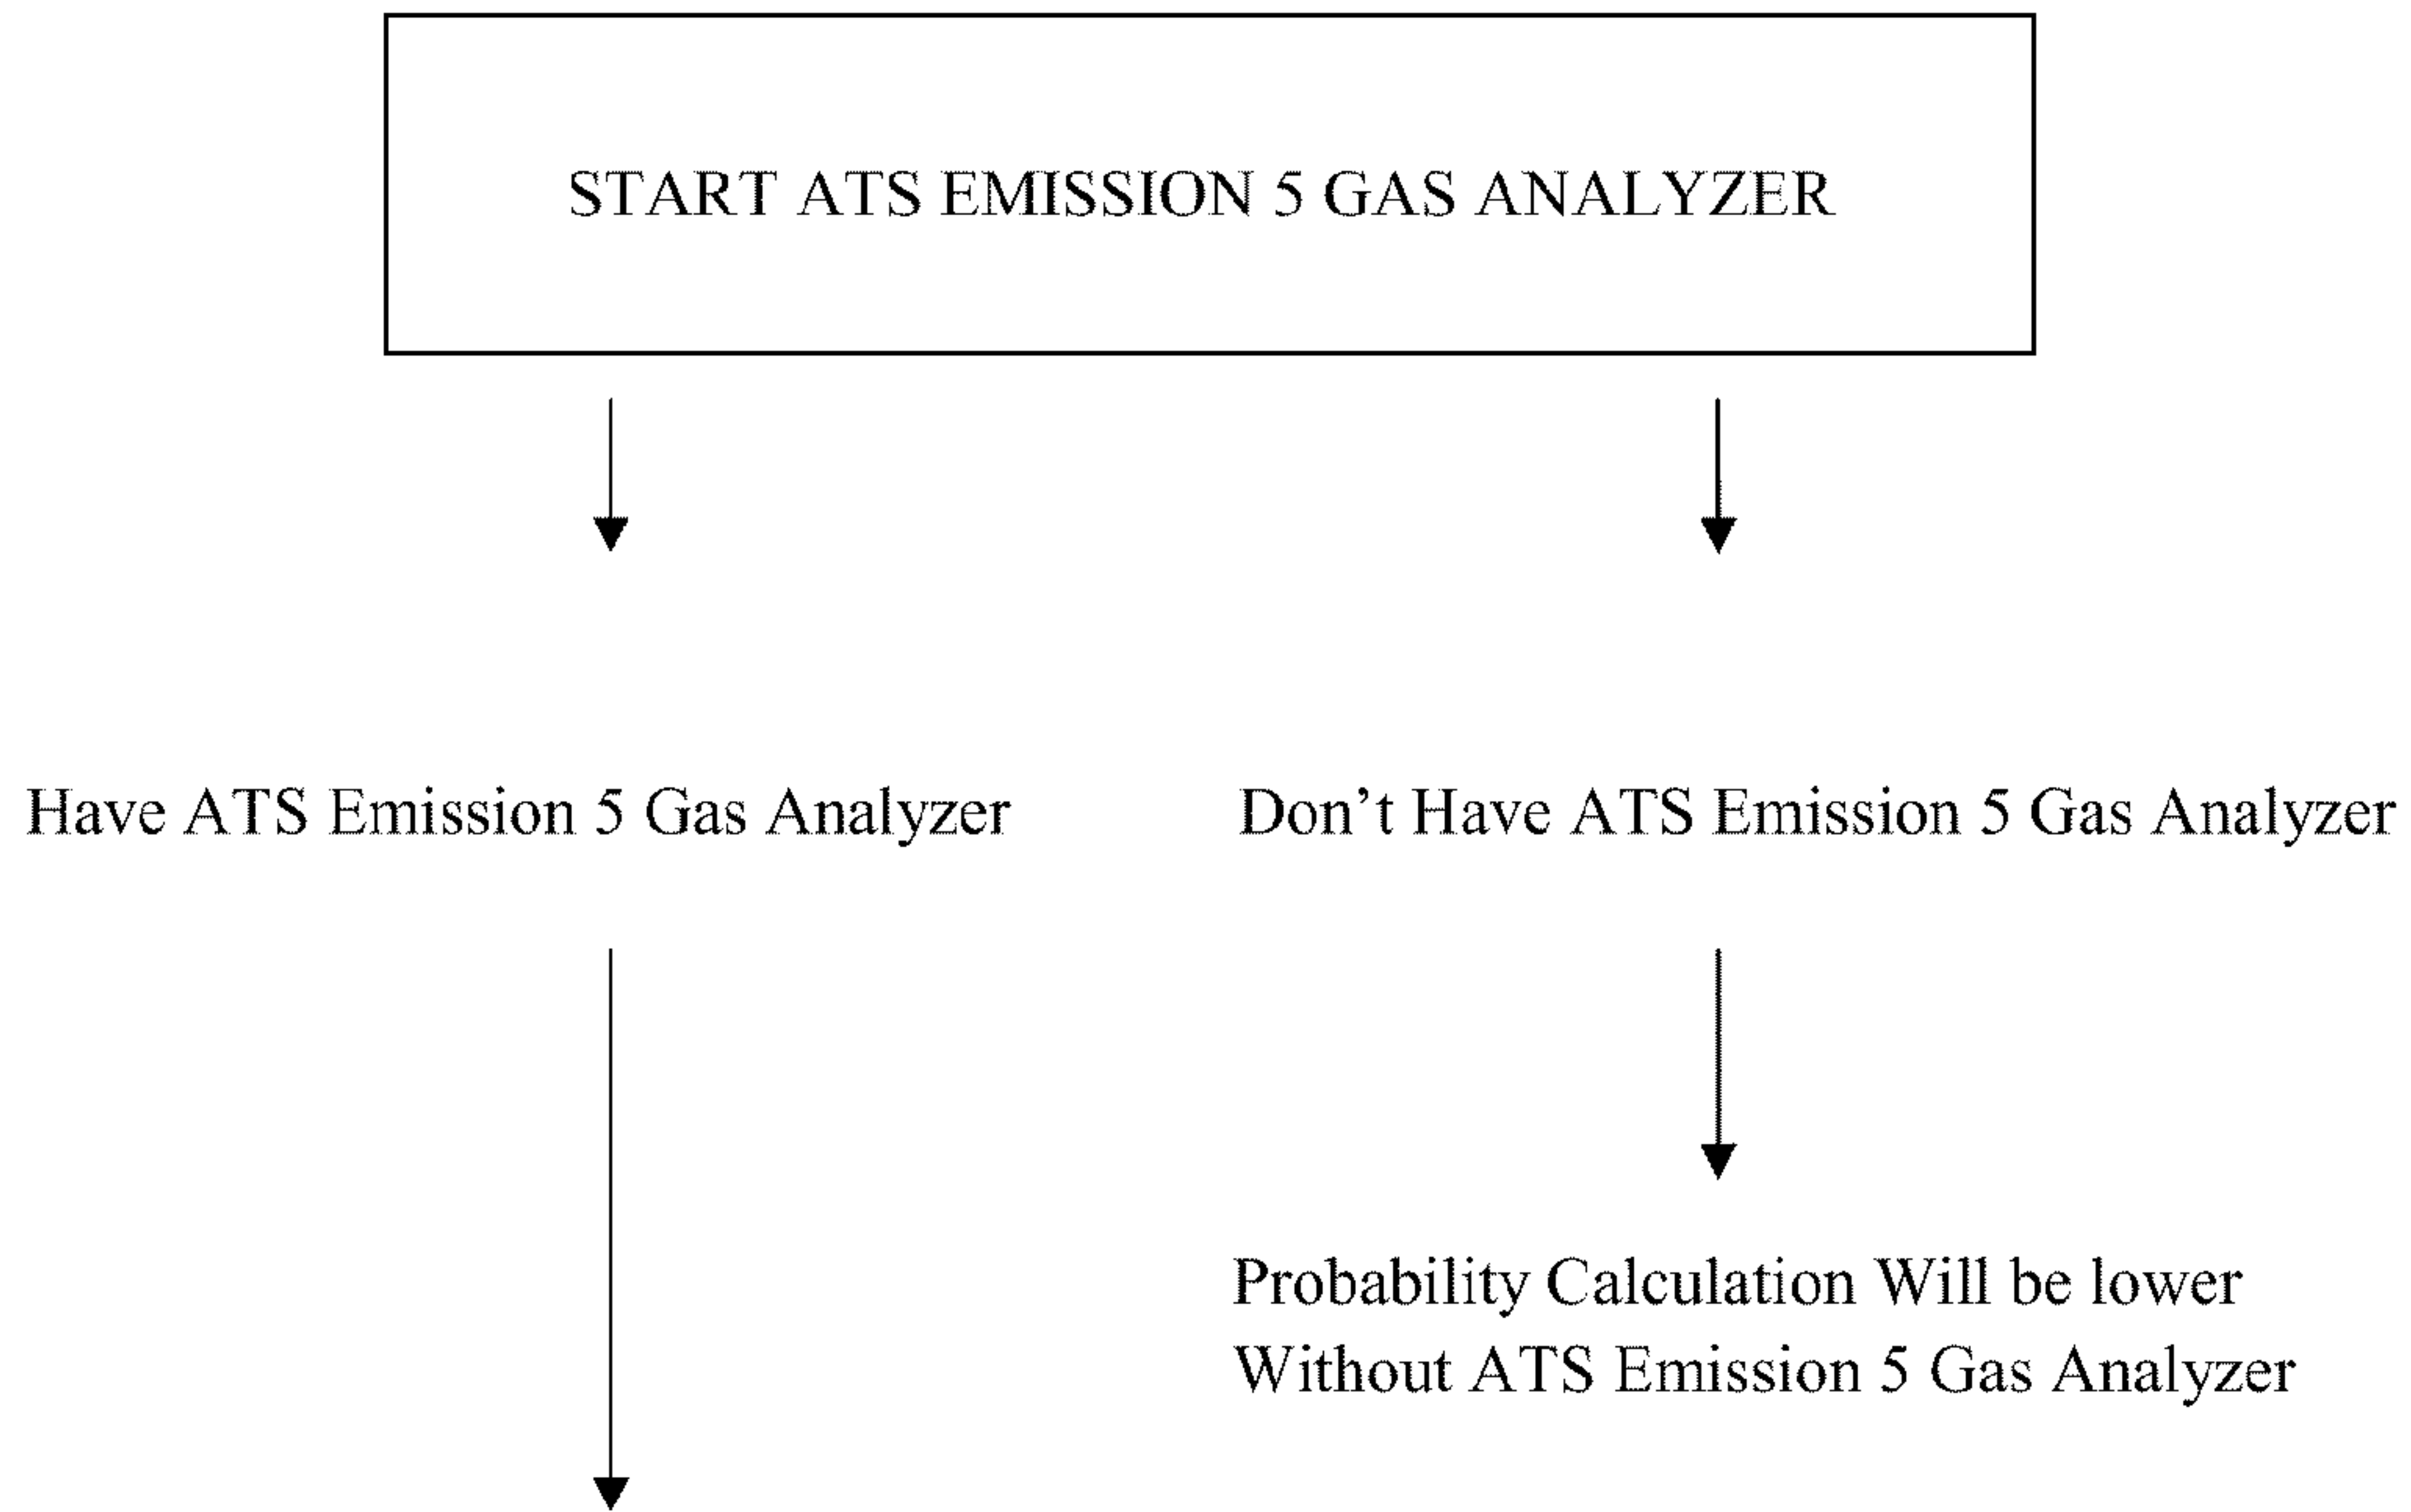 START ATS EMISSION 5 GAS ANALYZER
Have ATS Emission 5 Gas Analyzer
Don’t Have ATS Emission 5 Gas Analyzer
Probability Calculation Will be lower
Without ATS Emission 5 Gas Analyzer